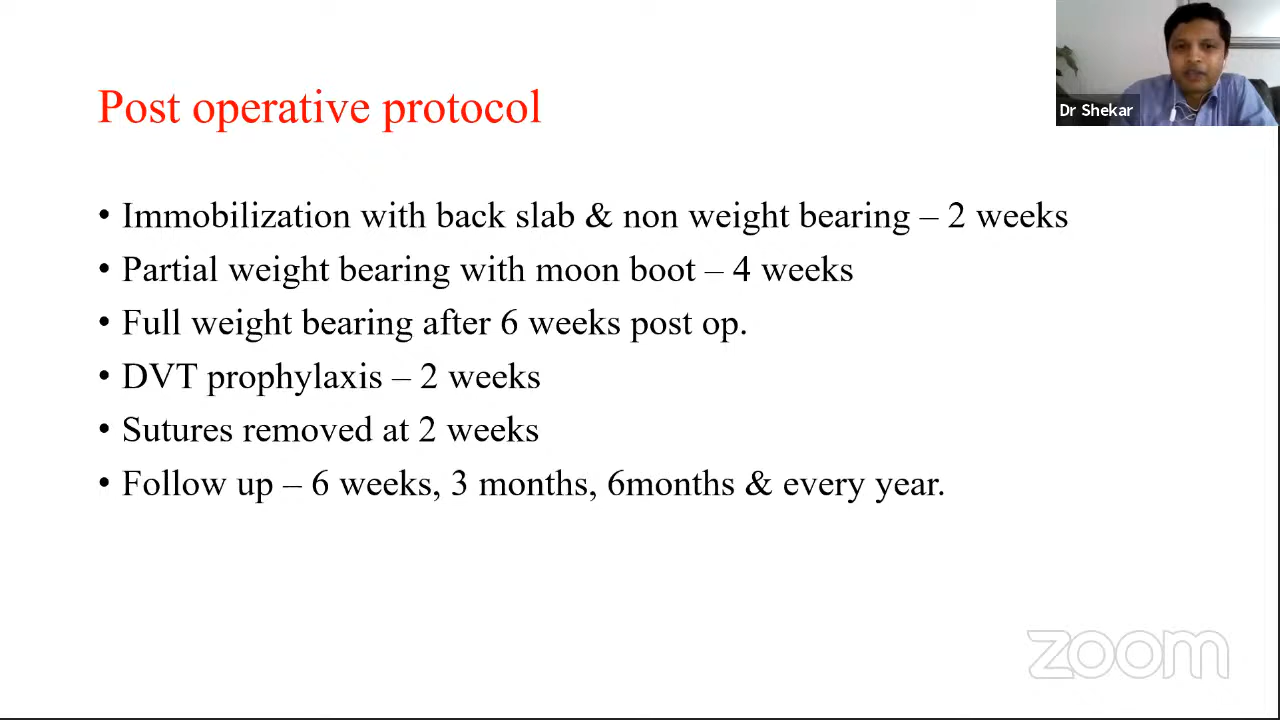 Post operative protocol
Dr Shekar
• Immobilization with back slab & non weight bearing – 2 weeks
• Partial weight bearing with moon boot – 4 weeks
• Full weight bearing after 6 weeks post op.
• DVT prophylaxis – 2 weeks
• Sutures removed at 2 weeks
• Follow up – 6 weeks, 3 months, 6months & every year.
zoom